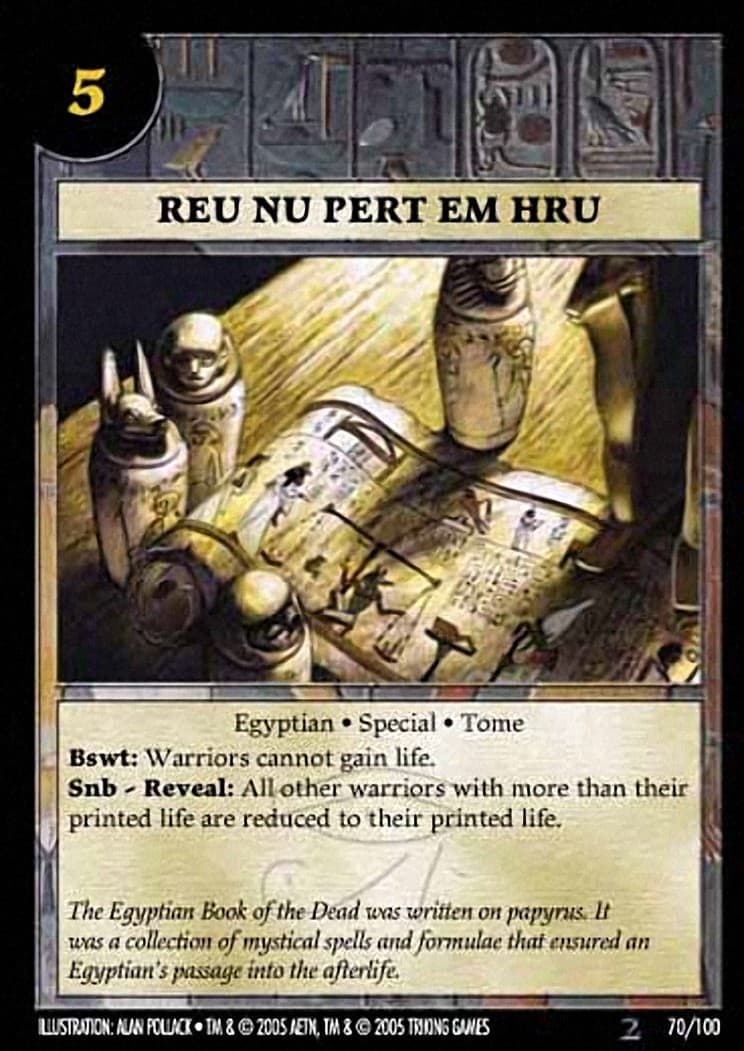 5
REU NU PERT EM HRU
Egyptian • Special • Tome
Bswt: Warriors cannot gain life.
Snb - Reveal: All other warriors with more than their
printed life are reduced to their printed life.
The Egyptian Book of the Dead was written on papyrus. It
was a collection of mystical spells and formulae that ensured an
Egyptian's passage into the afterlife.
ILLUSTRATION: ALAN POLLACK • TM & © 2005 AETN, TM & © 2005 TRIKING GAMES
2 70/100